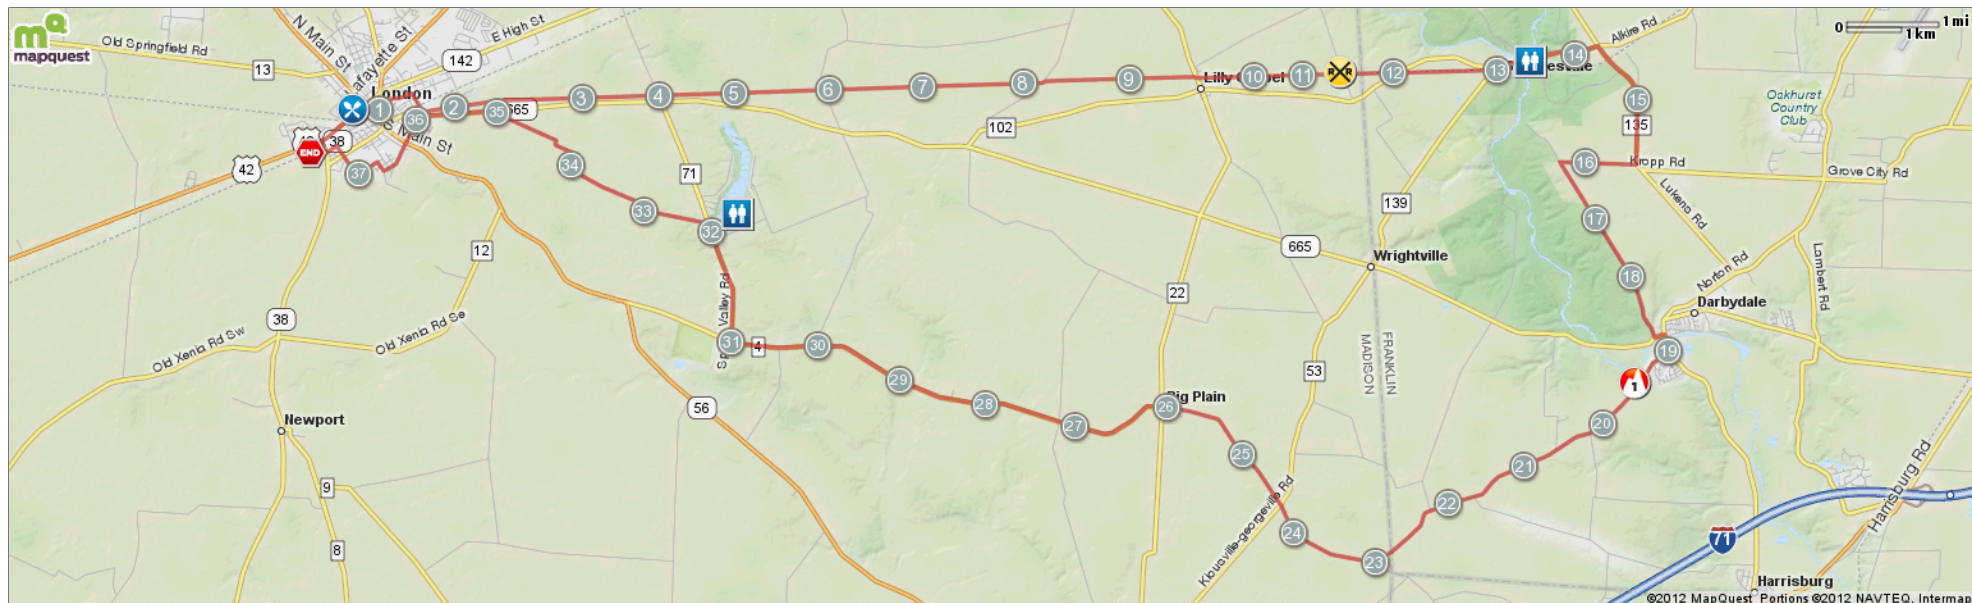 mapquest
Old Springfield Rd
13
N Main St
Lafayette St
E High St
142
London
S Main St
38
END
42
1
2
35
36
37
665
3
4
5
6
7
8
9
10
11
12
13
14
15
16
17
18
19
20
21
22
23
24
25
26
27
28
29
30
31
32
33
34
R R
Alkire Rd
0
1 mi
1 km
Oakhurst
Country
Club
135
Kropp Rd
Grove City Rd
Lukens Rd
Norton Rd
Lambert Rd
Darbydale
102
71
139
665
Wrightville
22
12
38
Old Xenia Rd Sw
Old Xenia Rd Se
Valley Rd
4
56
Newport
9
8
Big Plain
53
MADISON
FRANKLIN
1
71
Harrisburg Rd
Harrisburg
©2012 MapQuest Portions ©2012 NAVTEQ, Intermap